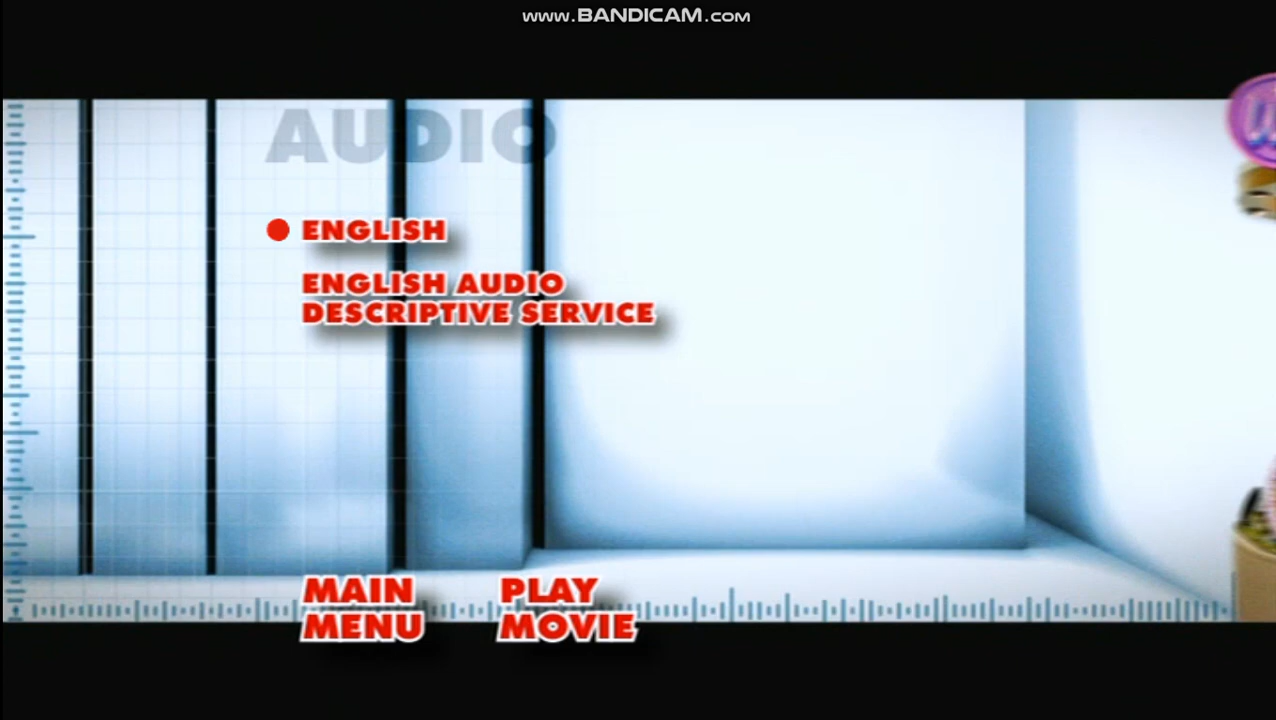 www.BANDICAM.COM
AUDIO
ENGLISH
ENGLISH AUDIO
DESCRIPTIVE SERVICE
MAIN
MENU
PLAY
MOVIE